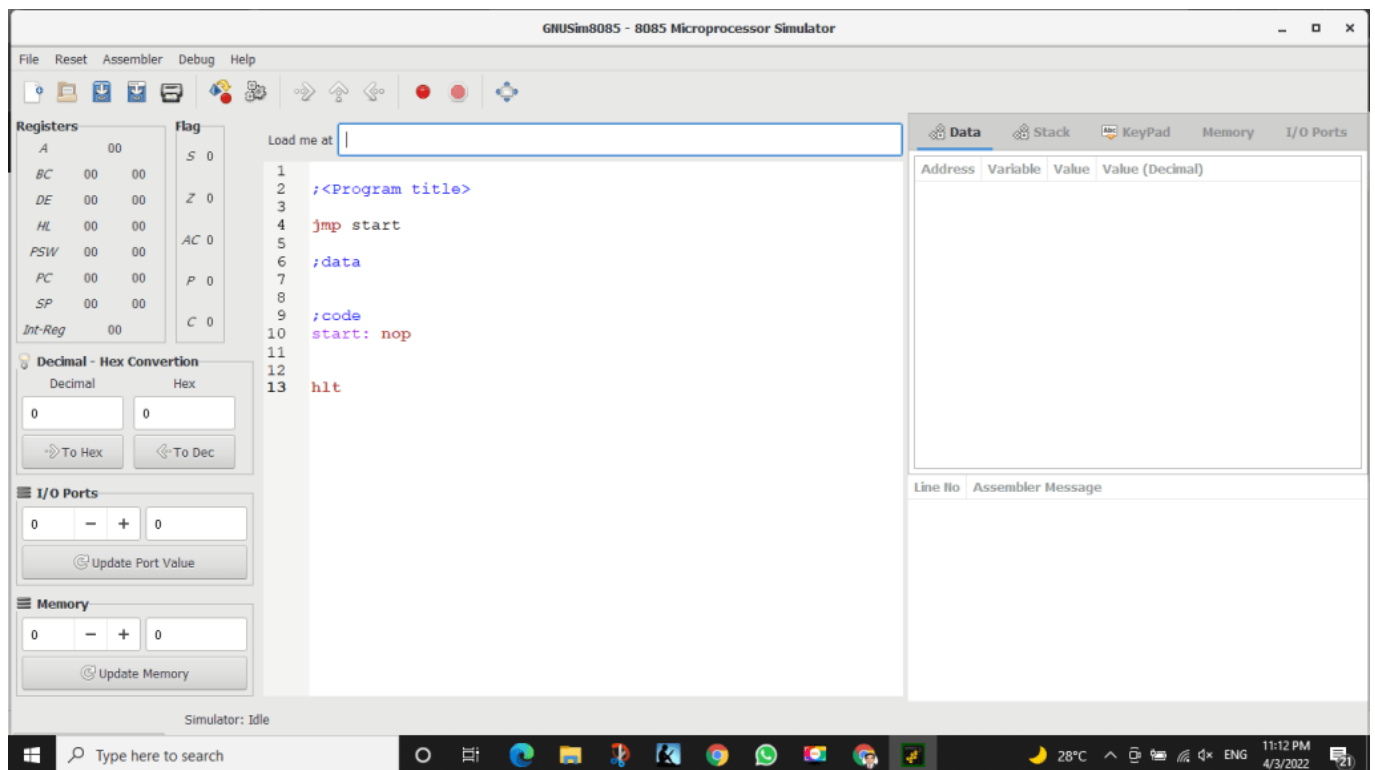 GNUSim8085 - 8085 Microprocessor Simulator
File Reset Assembler Debug Help
Registers
A 00
BC 00 00
DE 00 00
HL 00 00
PSW 00 00
PC 00 00
SP 00 00
Int-Reg 00
Flag
S 0
Z 0
AC 0
P 0
C 0
Decimal - Hex Convertion
Decimal Hex
0 0
To Hex To Dec
I/O Ports
0 − + 0
Update Port Value
Memory
0 − + 0
Update Memory
Load me at
1
2 ;<Program title>
3
4 jmp start
5
6 ;data
7
8
9 ;code
10 start: nop
11
12
13 hlt
Data Stack KeyPad Memory I/O Ports
Address Variable Value Value (Decimal)
Line No Assembler Message
Simulator: Idle
Type here to search
28°C ENG 11:12 PM
4/3/2022
21